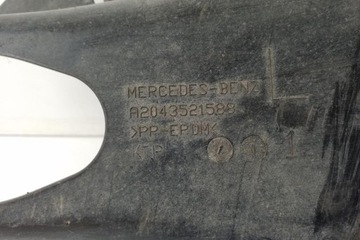 MERCEDES-BENZ L
A2043521588
>PP-EPDM<